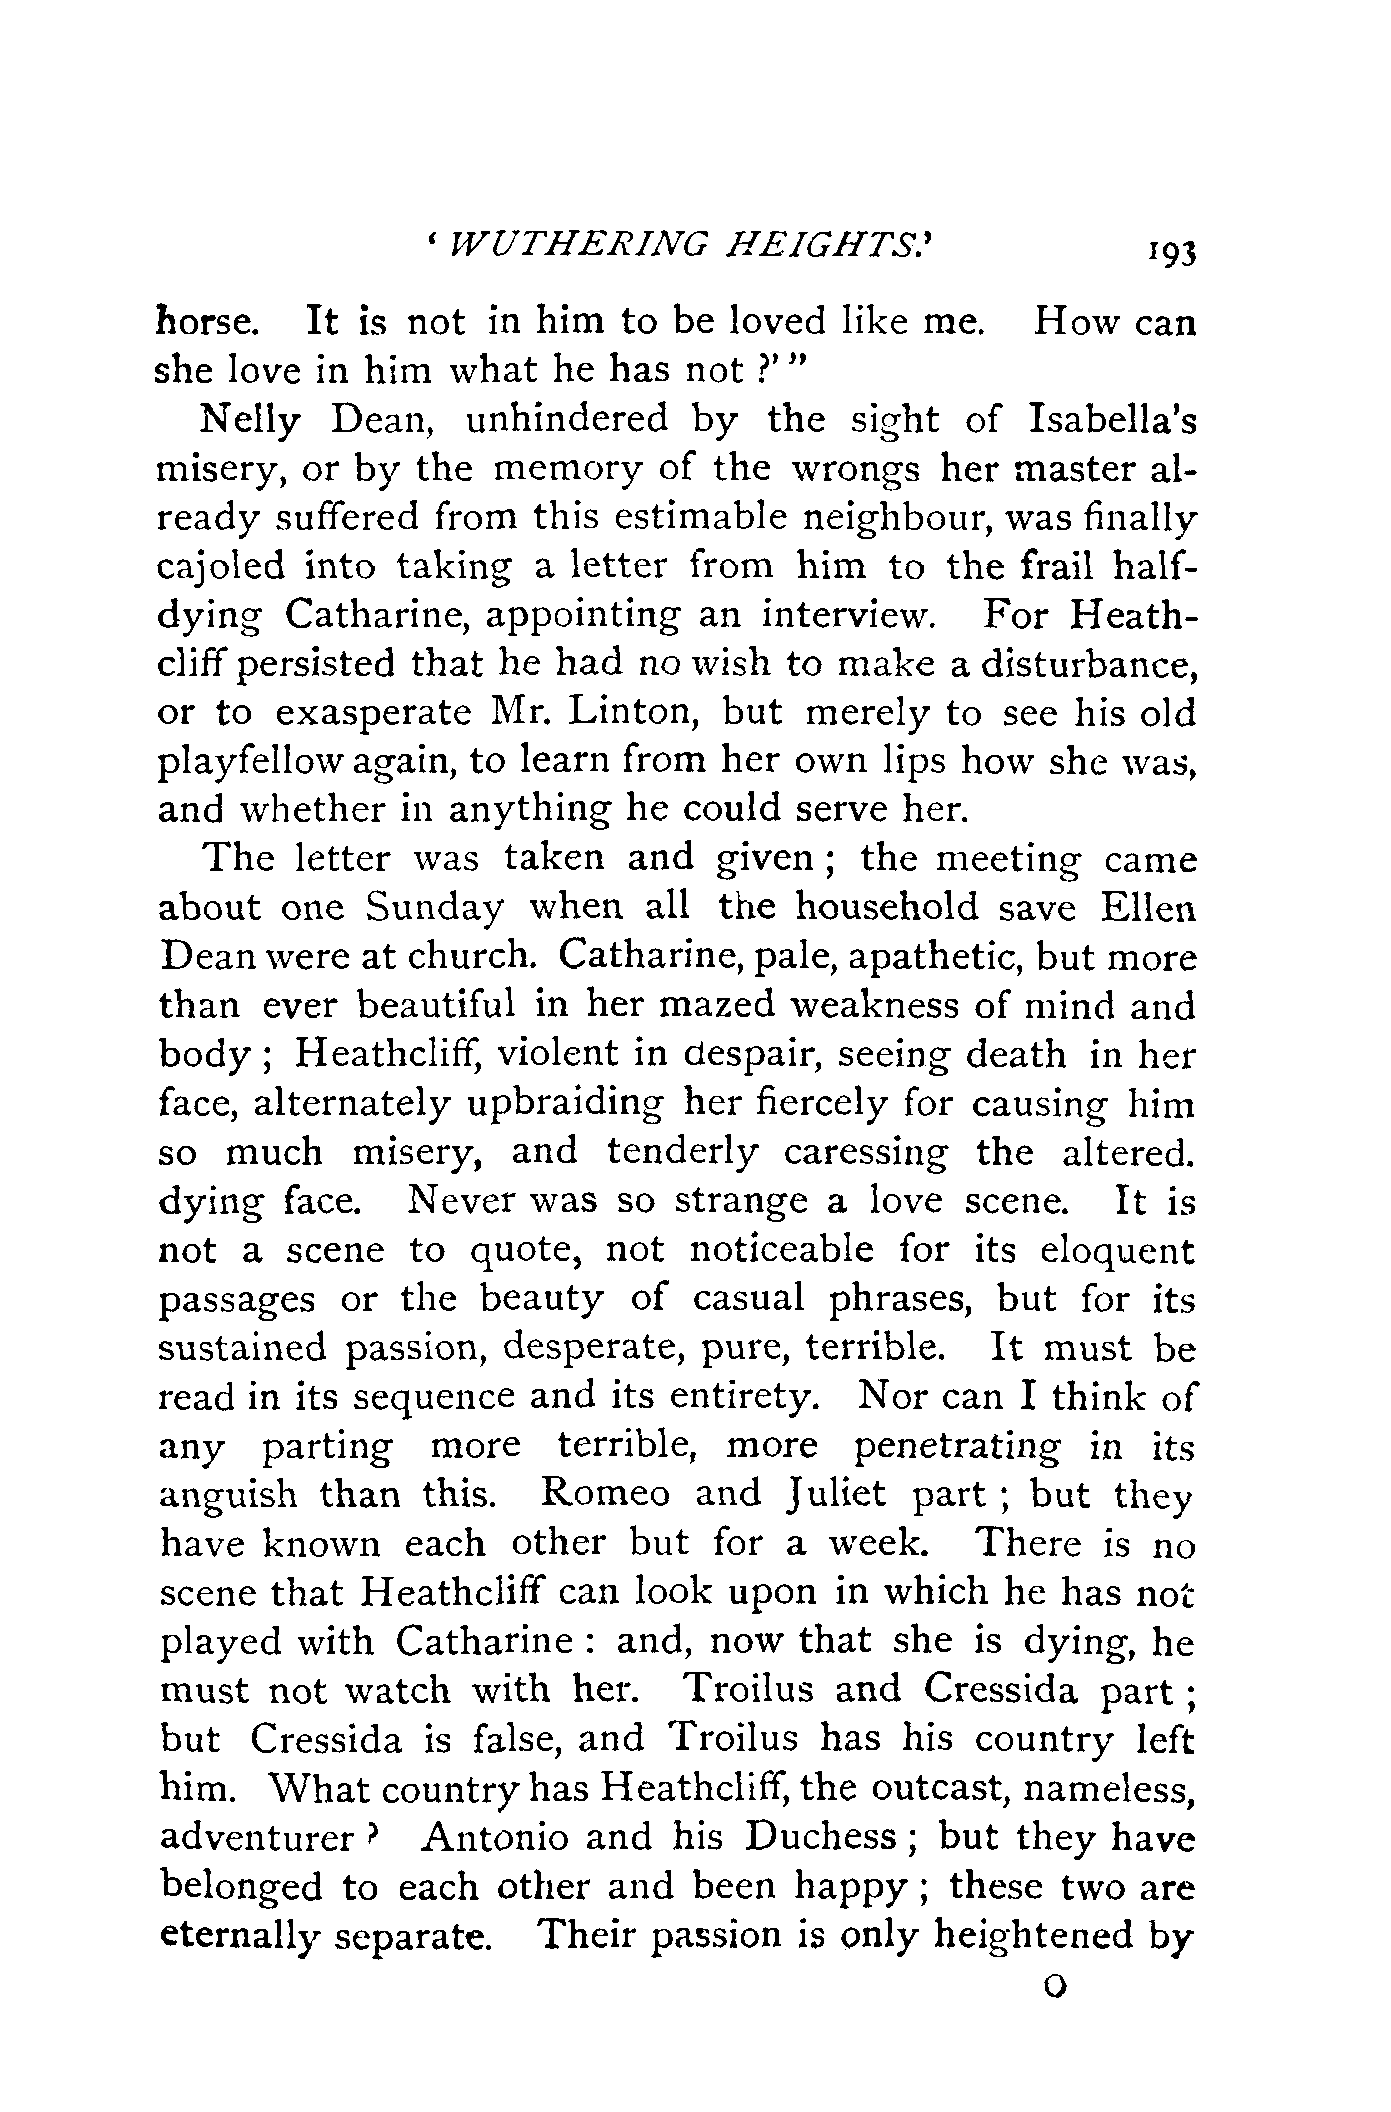 ‘ WUTHERING HEIGHTS.’ 193
horse. It is not in him to be loved like me. How can
she love in him what he has not ?’ ”
Nelly Dean, unhindered by the sight of Isabella’s
misery, or by the memory of the wrongs her master al-
ready suffered from this estimable neighbour, was finally
cajoled into taking a letter from him to the frail half-
dying Catharine, appointing an interview. For Heath-
cliff persisted that he had no wish to make a disturbance,
or to exasperate Mr. Linton, but merely to see his old
playfellow again, to learn from her own lips how she was,
and whether in anything he could serve her.
The letter was taken and given ; the meeting came
about one Sunday when all the household save Ellen
Dean were at church. Catharine, pale, apathetic, but more
than ever beautiful in her mazed weakness of mind and
body ; Heathcliff, violent in despair, seeing death in her
face, alternately upbraiding her fiercely for causing him
so much misery, and tenderly caressing the altered.
dying face. Never was so strange a love scene. It is
not a scene to quote, not noticeable for its eloquent
passages or the beauty of casual phrases, but for its
sustained passion, desperate, pure, terrible. It must be
read in its sequence and its entirety. Nor can I think of
any parting more terrible, more penetrating in its
anguish than this. Romeo and Juliet part ; but they
have known each other but for a week. There is no
scene that Heathcliff can look upon in which he has not
played with Catharine : and, now that she is dying, he
must not watch with her. Troilus and Cressida part ;
but Cressida is false, and Troilus has his country left
him. What country has Heathcliff, the outcast, nameless,
adventurer ? Antonio and his Duchess ; but they have
belonged to each other and been happy ; these two are
eternally separate. Their passion is only heightened by
O